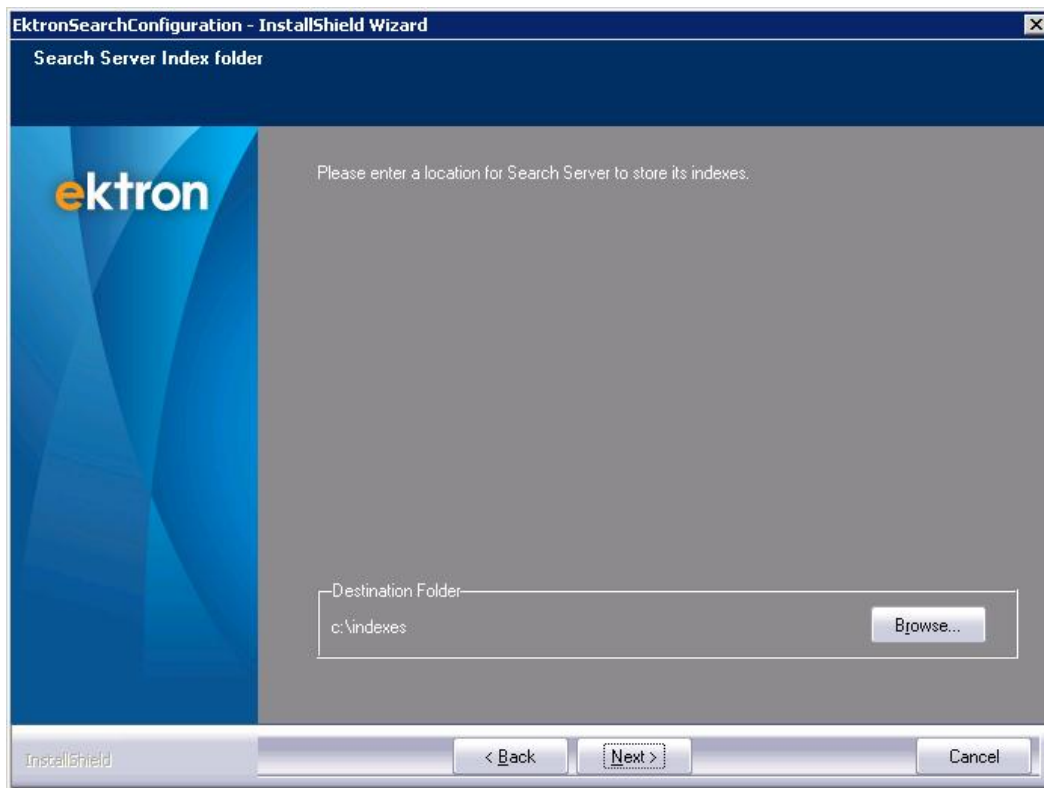 EktronSearchConfiguration - InstallShield Wizard
Search Server Index folder
ektron
Please enter a location for Search Server to store its indexes.
Destination Folder
c:\indexes
Browse...
InstallShield
< Back
Next >
Cancel